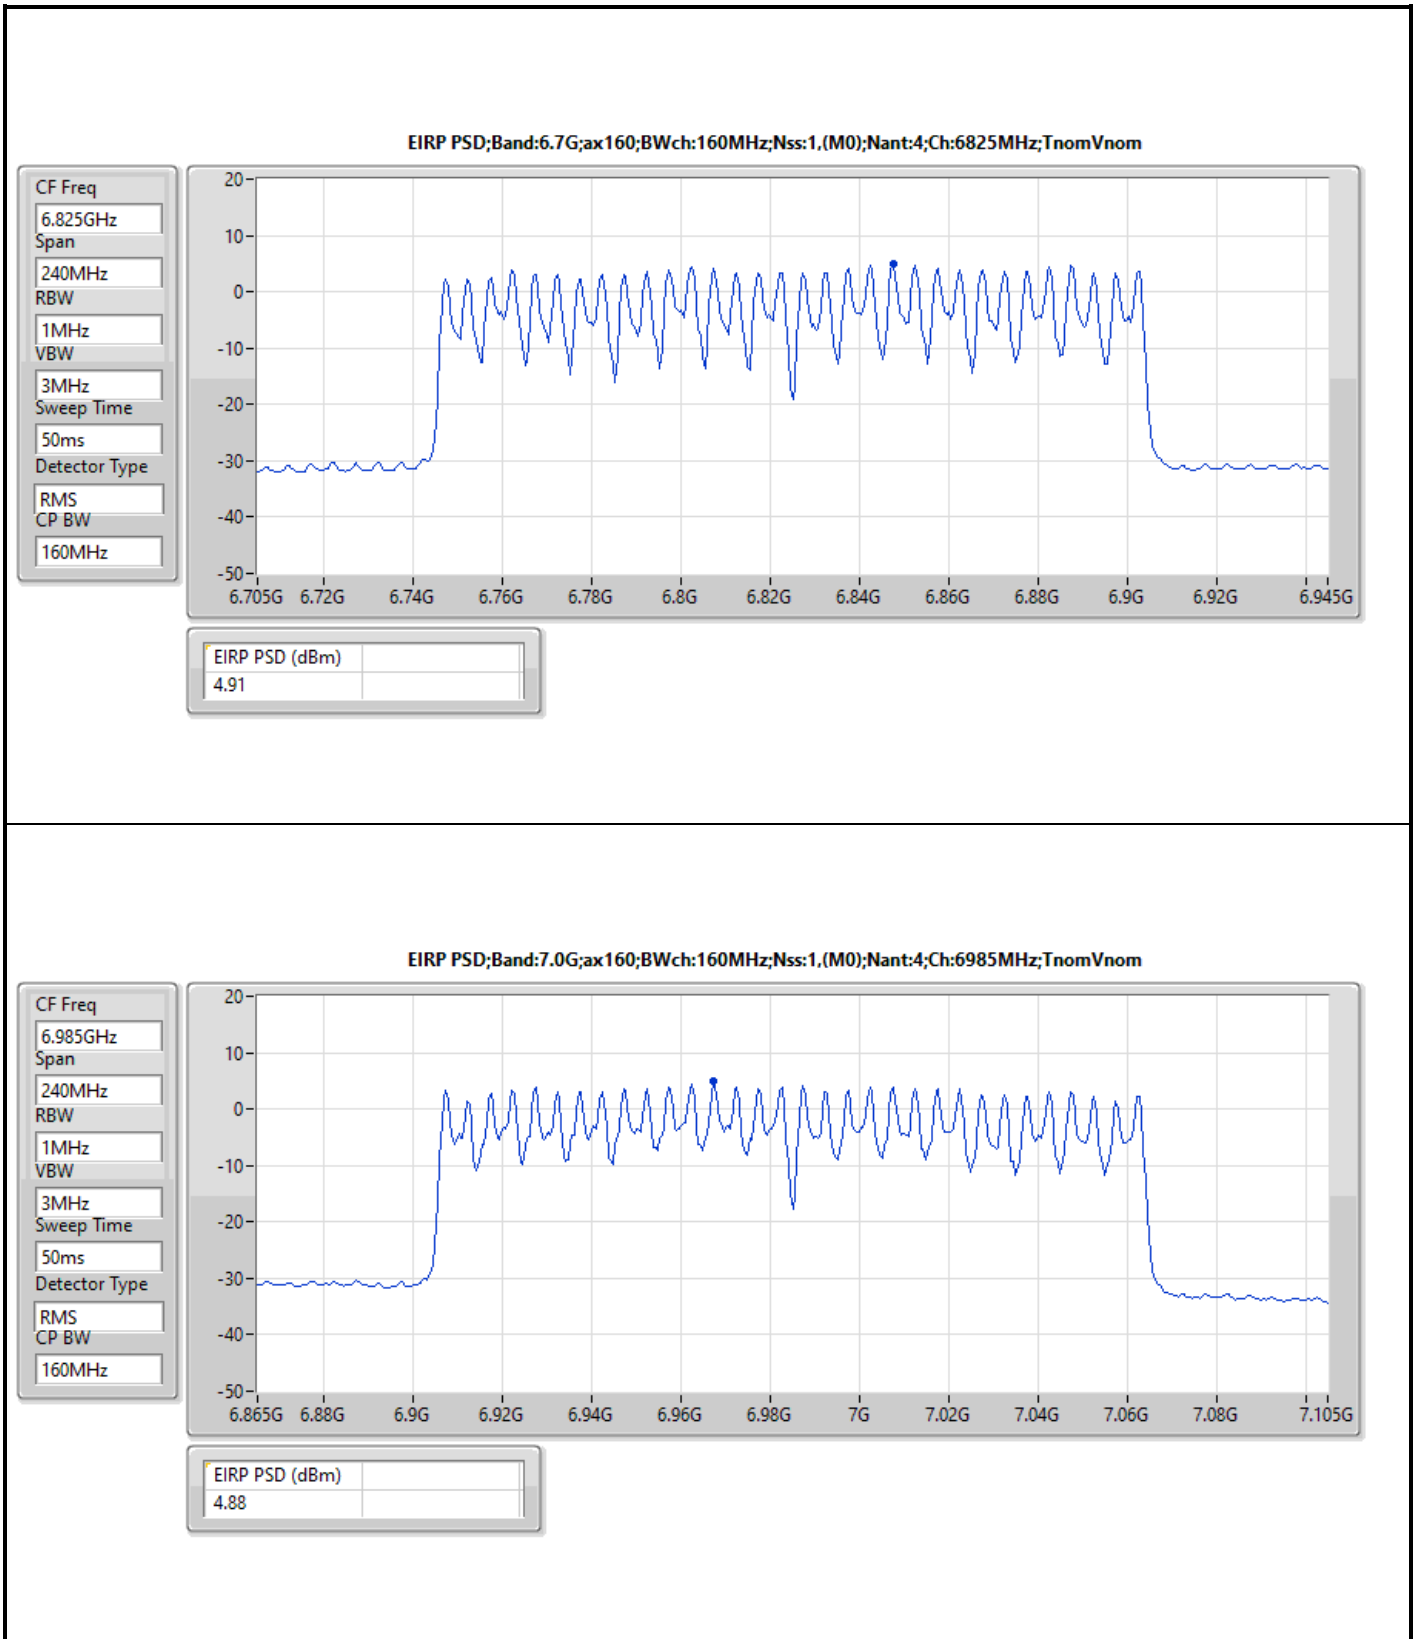 EIRP PSD;Band:6.7G;ax160;BWch:160MHz;Nss:1,(M0);Nant:4;Ch:6825MHz;TnomVnom
CF Freq
6.825GHz
Span
240MHz
RBW
1MHz
VBW
3MHz
Sweep Time
50ms
Detector Type
RMS
CP BW
160MHz
20
10
0
-10
-20
-30
-40
-50
6.705G 6.72G 6.74G 6.76G 6.78G 6.8G 6.82G 6.84G 6.86G 6.88G 6.9G 6.92G 6.945G
EIRP PSD (dBm)
4.91
EIRP PSD;Band:7.0G;ax160;BWch:160MHz;Nss:1,(M0);Nant:4;Ch:6985MHz;TnomVnom
CF Freq
6.985GHz
Span
240MHz
RBW
1MHz
VBW
3MHz
Sweep Time
50ms
Detector Type
RMS
CP BW
160MHz
20
10
0
-10
-20
-30
-40
-50
6.865G 6.88G 6.9G 6.92G 6.94G 6.96G 6.98G 7G 7.02G 7.04G 7.06G 7.08G 7.105G
EIRP PSD (dBm)
4.88